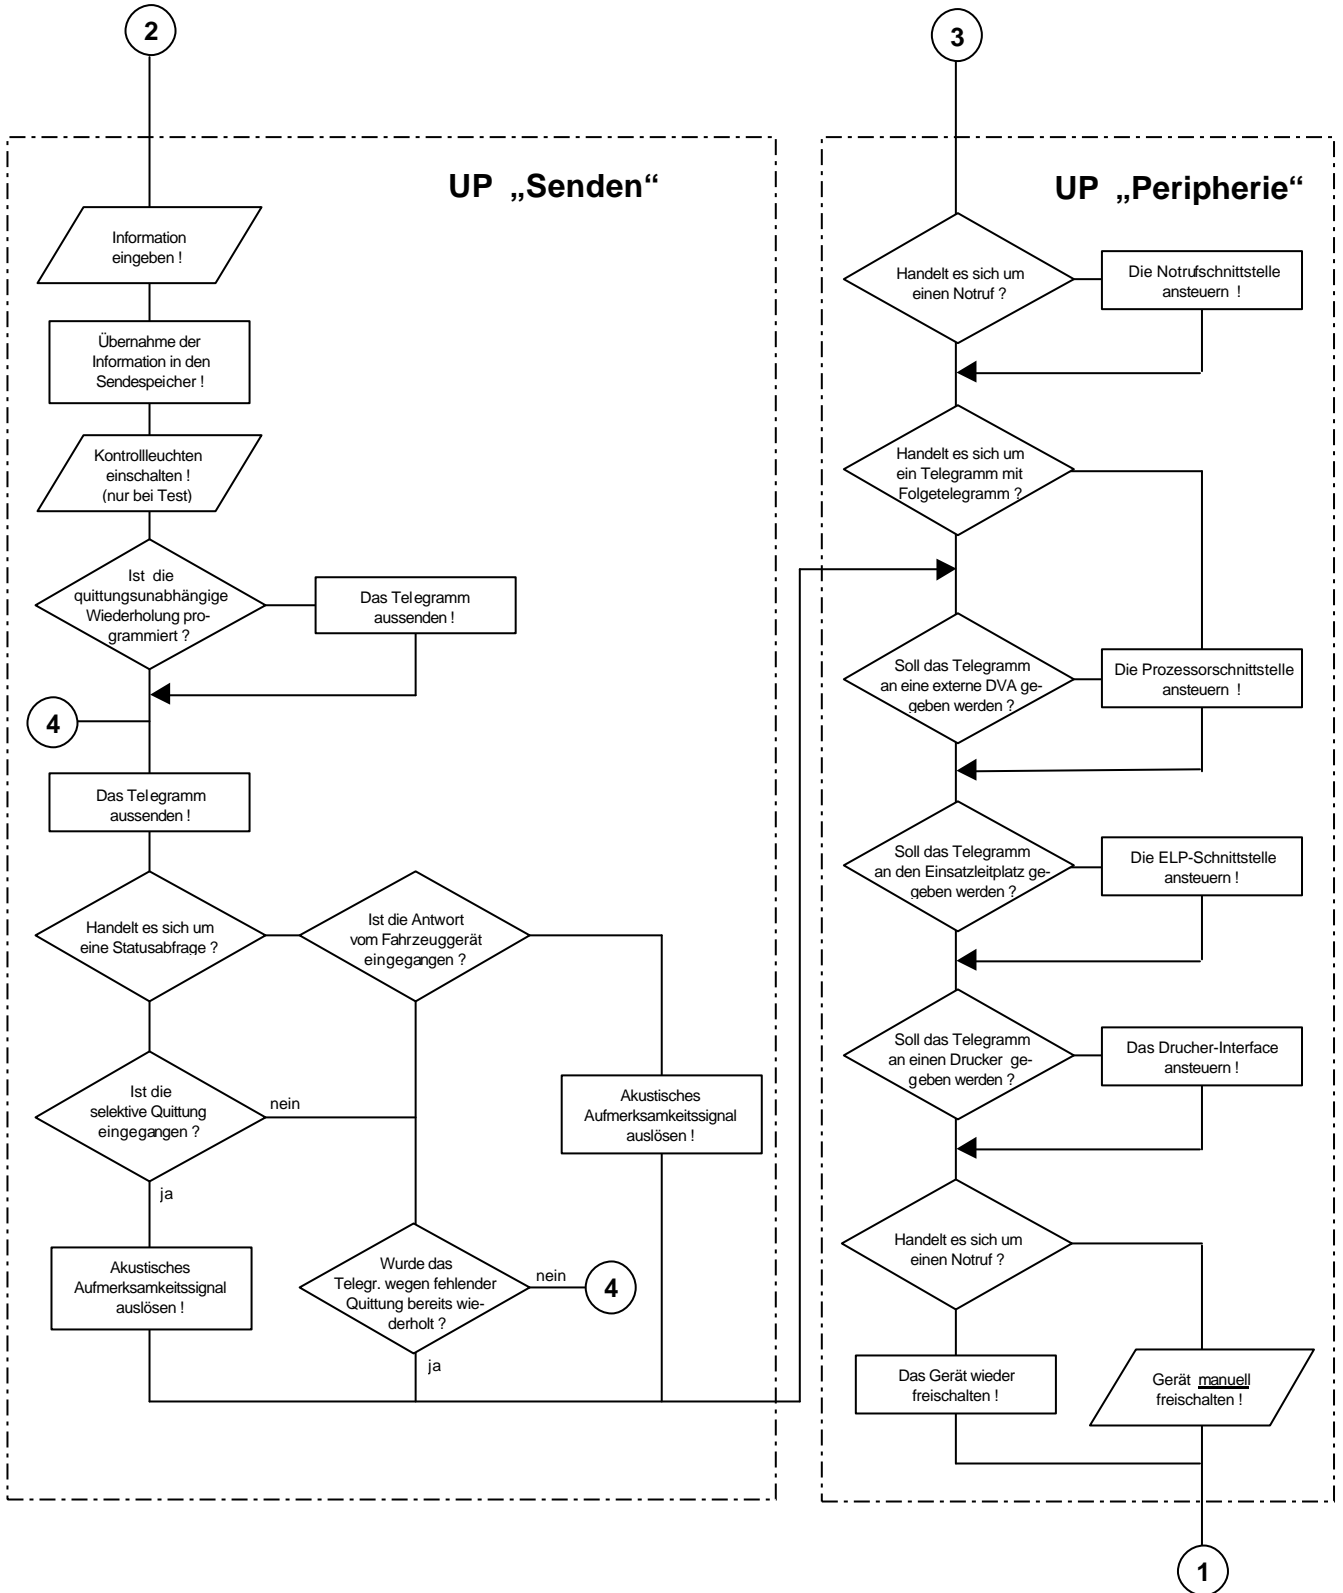 2
UP „Senden“
Information
eingeben !
Übernahme der
Information in den
Sendespeicher !
Kontrollleuchten
einschalten !
(nur bei Test)
Ist die
quittungsunabhängige
Wiederholung pro-
grammiert ?
Das Telegramm
aussenden !
4
Das Telegramm
aussenden !
Handelt es sich um
eine Statusabfrage ?
Ist die Antwort
vom Fahrzeuggerät
eingegangen ?
Ist die
selektive Quittung
eingegangen ?
nein
ja
Akustisches
Aufmerksamkeitssignal
auslösen !
Akustisches
Aufmerksamkeitssignal
auslösen !
Wurde das
Telegr. wegen fehlender
Quittung bereits wie-
derholt ?
nein
4
ja
3
UP „Peripherie“
Handelt es sich um
einen Notruf ?
Die Notrufschnittstelle
ansteuern !
Handelt es sich um
ein Telegramm mit
Folgetelegramm ?
Soll das Telegramm
an eine externe DVA ge-
geben werden ?
Die Prozessorschnittstelle
ansteuern !
Soll das Telegramm
an den Einsatzleitplatz ge-
geben werden ?
Die ELP-Schnittstelle
ansteuern !
Soll das Telegramm
an einen Drucker ge-
geben werden ?
Das Drucher-Interface
ansteuern !
Handelt es sich um
einen Notruf ?
Das Gerät wieder
freischalten !
Gerät manuell
freischalten !
1